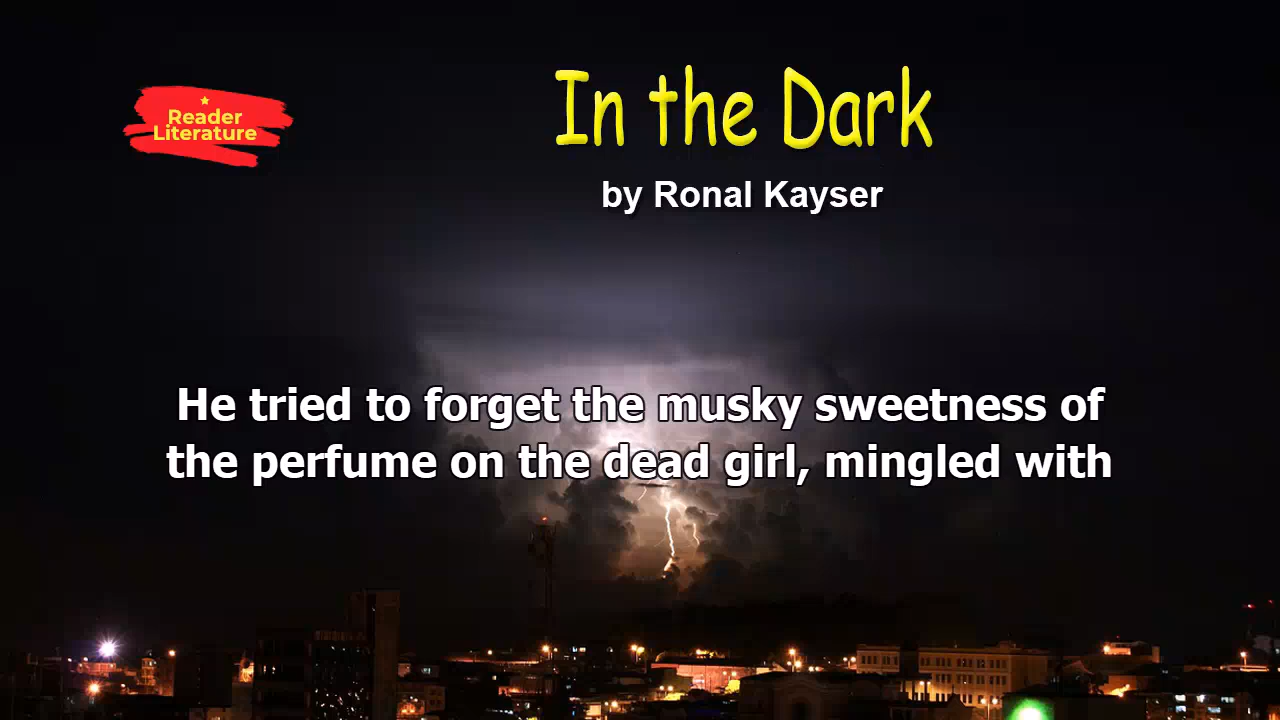 In the Dark
by Ronal Kayser
Reader
Literature
He tried to forget the musky sweetness of
the perfume on the dead girl, mingled with